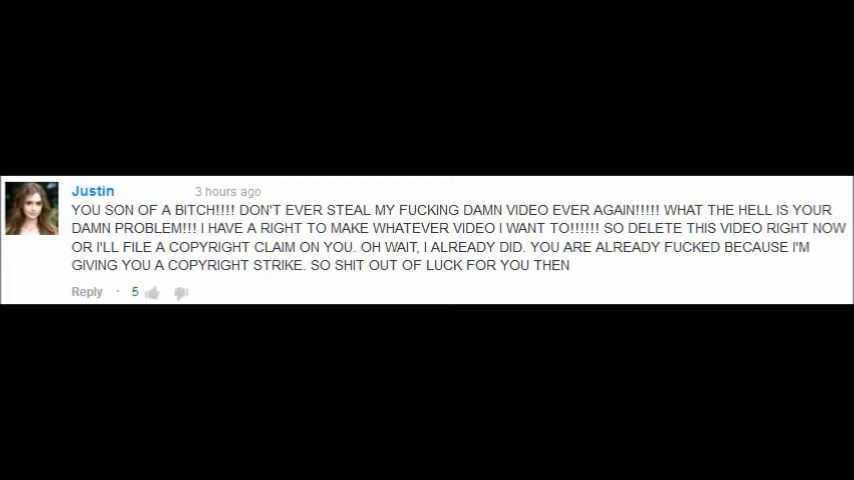 Justin 3 hours ago
YOU SON OF A BITCH!!!! DON'T EVER STEAL MY FUCKING DAMN VIDEO EVER AGAIN!!!!! WHAT THE HELL IS YOUR
DAMN PROBLEM!!! I HAVE A RIGHT TO MAKE WHATEVER VIDEO I WANT TO!!!!!! SO DELETE THIS VIDEO RIGHT NOW
OR I'LL FILE A COPYRIGHT CLAIM ON YOU. OH WAIT, I ALREADY DID. YOU ARE ALREADY FUCKED BECAUSE I'M
GIVING YOU A COPYRIGHT STRIKE. SO SHIT OUT OF LUCK FOR YOU THEN
Reply · 5